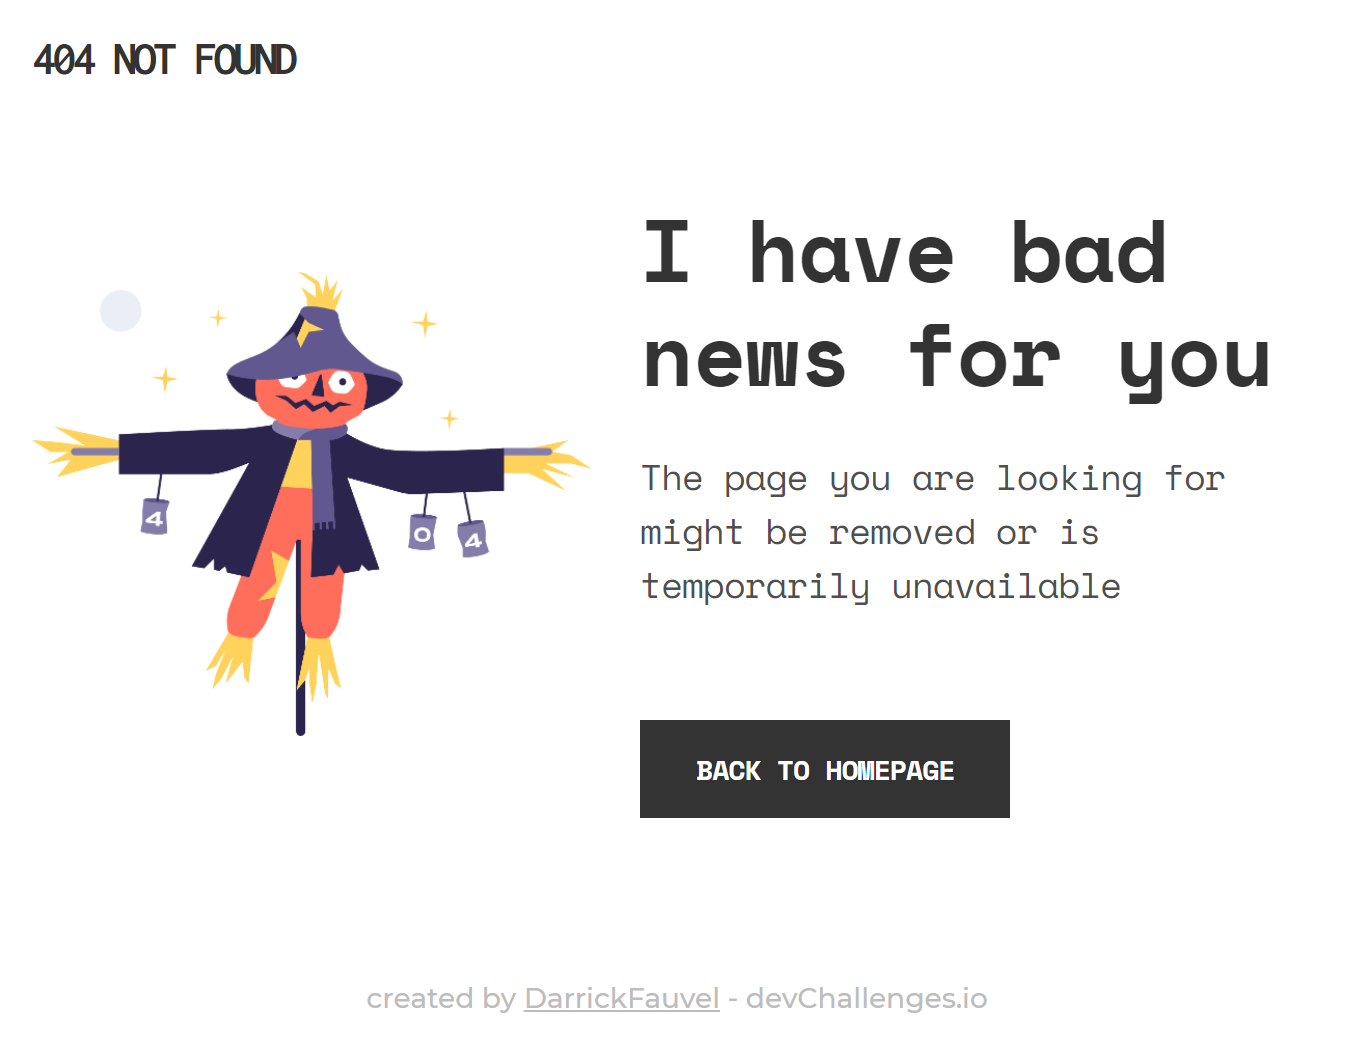 404 NOT FOUND
I have bad
news for you
The page you are looking for
might be removed or is
temporarily unavailable
4
0
4
BACK TO HOMEPAGE
created by DarrickFauvel - devChallenges.io